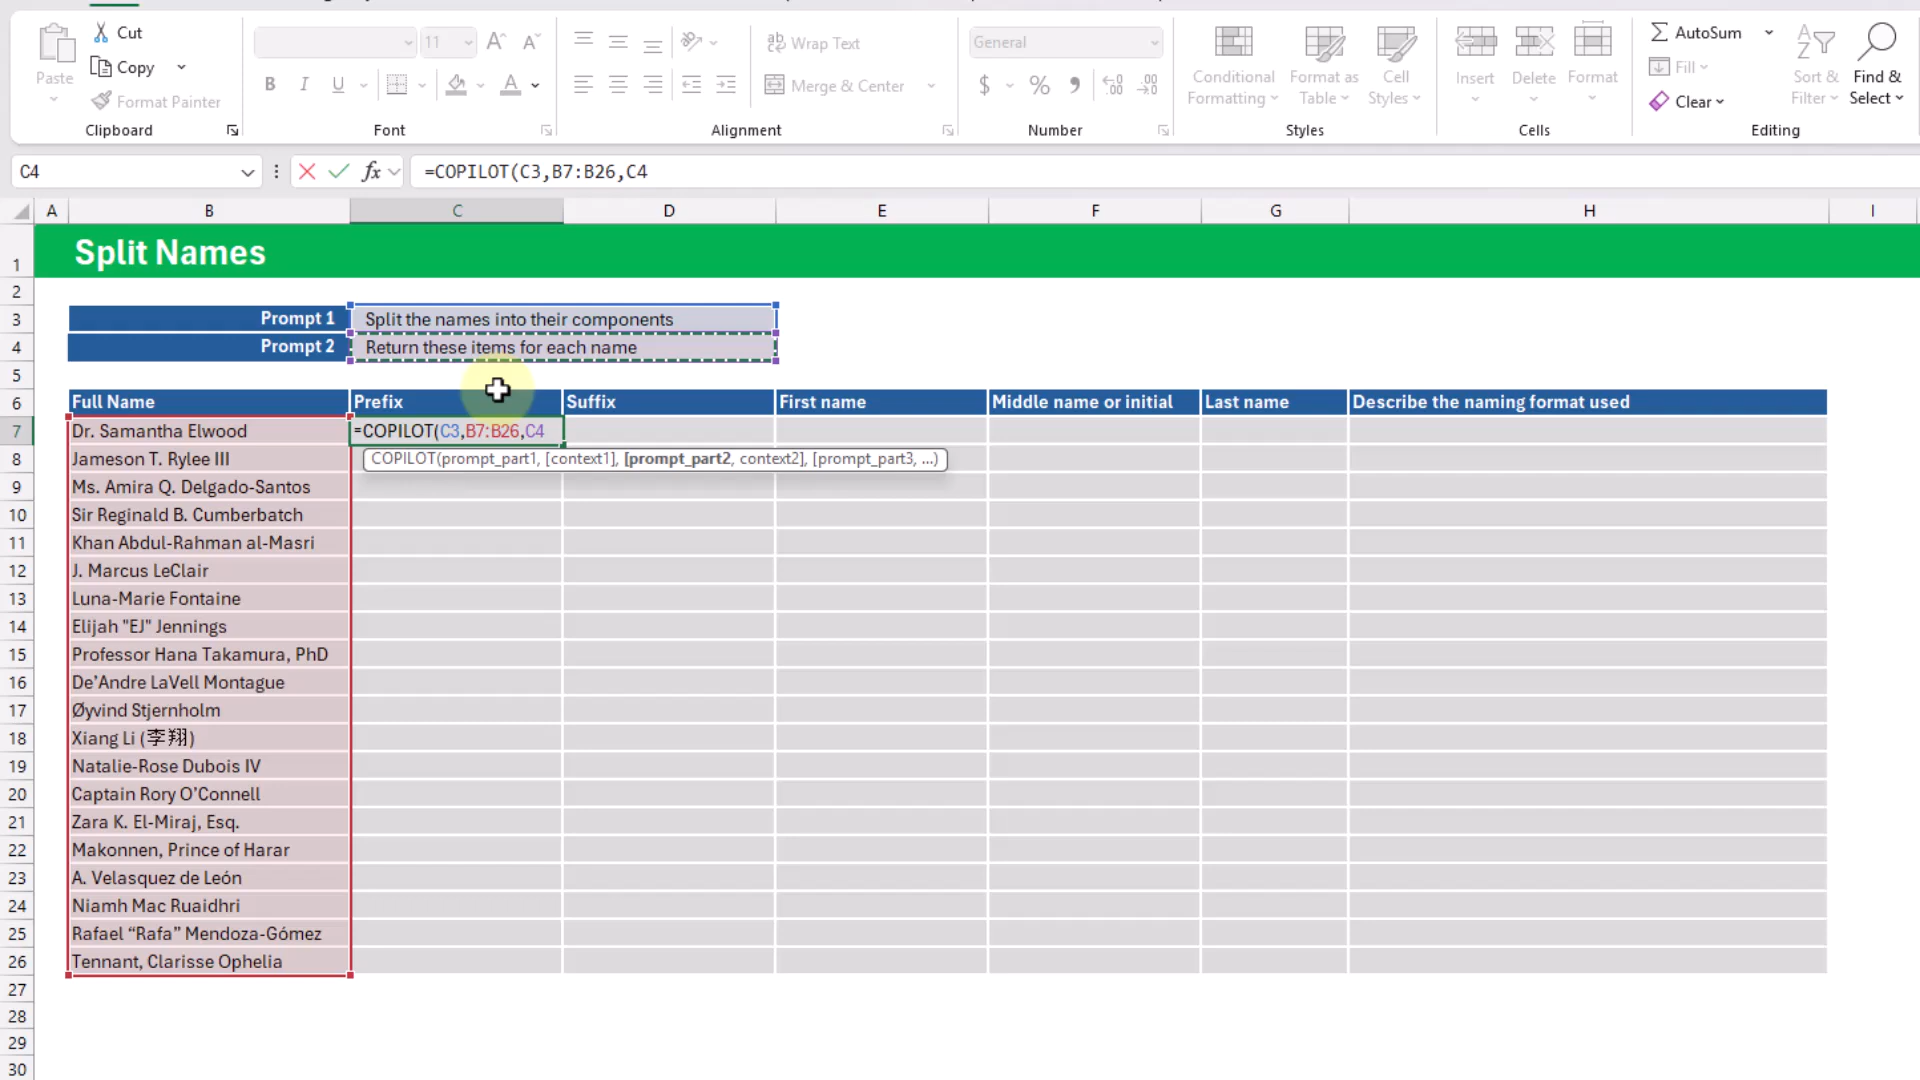 Cut
Copy
Paste
Format Painter
Clipboard
11
B I U
A
Font
Wrap Text
Merge & Center
Alignment
General
$ % ,
Number
Conditional Formatting
Format as Table
Cell Styles
Styles
Insert
Delete
Format
Cells
AutoSum
Fill
Clear
Sort & Filter
Find & Select
Editing
C4
fx
=COPILOT(C3,B7:B26,C4
A B C D E F G H I
1 Split Names
2
3 Prompt 1 Split the names into their components
4 Prompt 2 Return these items for each name
5
6 Full Name Prefix Suffix First name Middle name or initial Last name Describe the naming format used
7 Dr. Samantha Elwood =COPILOT(C3,B7:B26,C4
8 Jameson T. Rylee III COPILOT(prompt_part1, [context1], [prompt_part2, context2], [prompt_part3, ...)
9 Ms. Amira Q. Delgado-Santos
10 Sir Reginald B. Cumberbatch
11 Khan Abdul-Rahman al-Masri
12 J. Marcus LeClair
13 Luna-Marie Fontaine
14 Elijah "EJ" Jennings
15 Professor Hana Takamura, PhD
16 De’Andre LaVell Montague
17 Øyvind Stjernholm
18 Xiang Li (李翔)
19 Natalie-Rose Dubois IV
20 Captain Rory O’Connell
21 Zara K. El-Miraj, Esq.
22 Makonnen, Prince of Harar
23 A. Velasquez de León
24 Niamh Mac Ruaidhri
25 Rafael “Rafa” Mendoza-Gómez
26 Tennant, Clarisse Ophelia
27
28
29
30